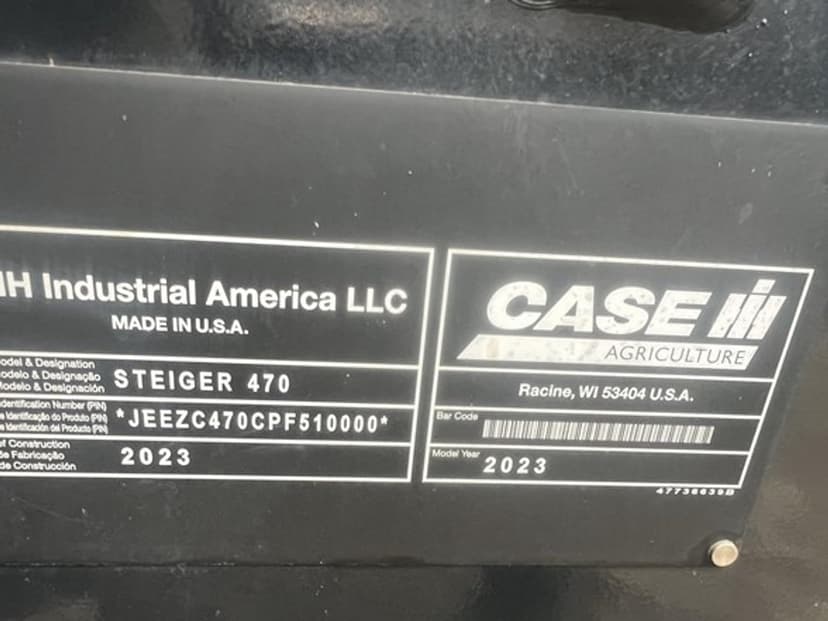 IH Industrial America LLC
MADE IN U.S.A.
odel & Designation
odelo & Designação
Modelo & Designación
STEIGER 470
dentification Number (PIN)
e Identificação do Produto (PIN)
e Identificación del Producto (PIN)
*JEEZC470CPF510000*
of Construction
de Fabricação
de Construcción
2023
CASE IH
AGRICULTURE
Racine, WI 53404 U.S.A.
Bar Code
Model Year
2023
47736639B